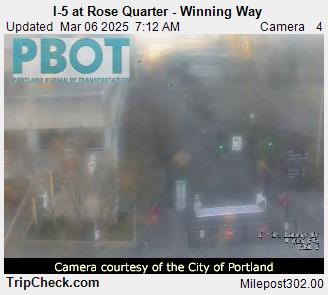 I-5 at Rose Quarter - Winning Way
Updated Mar 06 2025 7:12 AM Camera 4
PBOT
PORTLAND BUREAU OF TRANSPORTATION
Camera courtesy of the City of Portland
TripCheck.com Milepost302.00